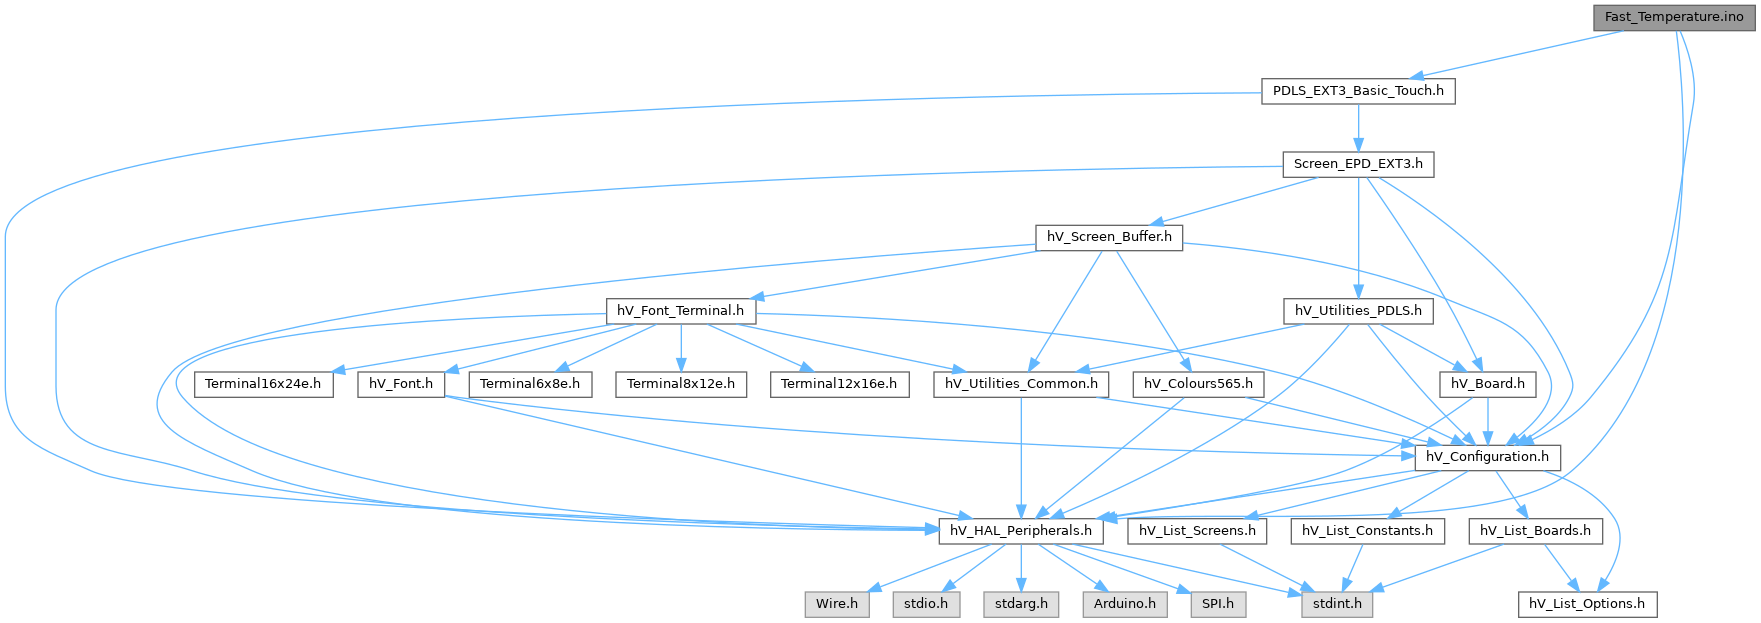 Fast_Temperature.ino
PDLS_EXT3_Basic_Touch.h
Screen_EPD_EXT3.h
hV_Screen_Buffer.h
hV_Font_Terminal.h
hV_Utilities_PDLS.h
Terminal16x24e.h
hV_Font.h
Terminal6x8e.h
Terminal8x12e.h
Terminal12x16e.h
hV_Utilities_Common.h
hV_Colours565.h
hV_Board.h
hV_Configuration.h
hV_HAL_Peripherals.h
hV_List_Screens.h
hV_List_Constants.h
hV_List_Boards.h
Wire.h
stdio.h
stdarg.h
Arduino.h
SPI.h
stdint.h
hV_List_Options.h